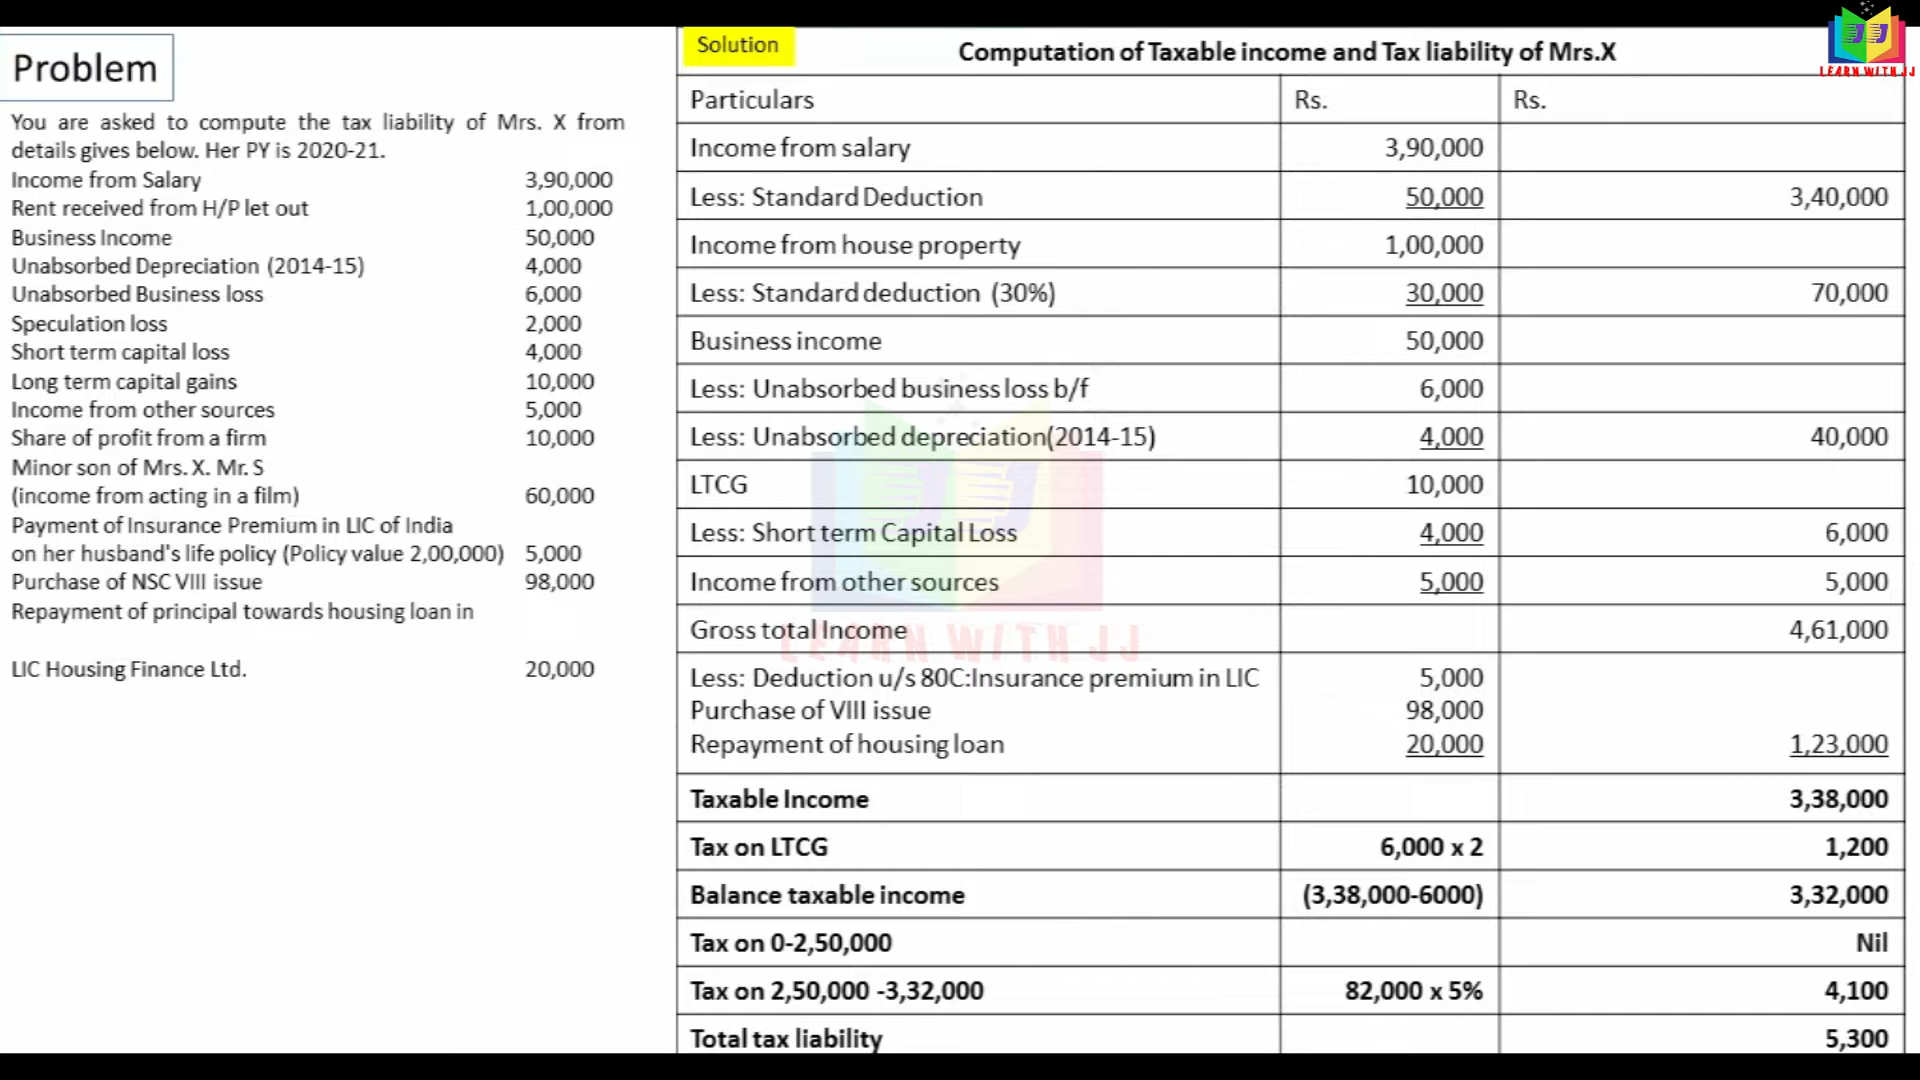 Problem
You are asked to compute the tax liability of Mrs. X from
details gives below. Her PY is 2020-21.
Income from Salary 3,90,000
Rent received from H/P let out 1,00,000
Business Income 50,000
Unabsorbed Depreciation (2014-15) 4,000
Unabsorbed Business loss 6,000
Speculation loss 2,000
Short term capital loss 4,000
Long term capital gains 10,000
Income from other sources 5,000
Share of profit from a firm 10,000
Minor son of Mrs. X. Mr. S
(income from acting in a film) 60,000
Payment of Insurance Premium in LIC of India
on her husband's life policy (Policy value 2,00,000) 5,000
Purchase of NSC VIII issue 98,000
Repayment of principal towards housing loan in
LIC Housing Finance Ltd. 20,000
Solution
Computation of Taxable income and Tax liability of Mrs.X
Particulars Rs. Rs.
Income from salary 3,90,000
Less: Standard Deduction 50,000 3,40,000
Income from house property 1,00,000
Less: Standard deduction (30%) 30,000 70,000
Business income 50,000
Less: Unabsorbed business loss b/f 6,000
Less: Unabsorbed depreciation(2014-15) 4,000 40,000
LTCG 10,000
Less: Short term Capital Loss 4,000 6,000
Income from other sources 5,000 5,000
Gross total Income 4,61,000
Less: Deduction u/s 80C:Insurance premium in LIC 5,000
Purchase of VIII issue 98,000
Repayment of housing loan 20,000 1,23,000
Taxable Income 3,38,000
Tax on LTCG 6,000 x 2 1,200
Balance taxable income (3,38,000-6000) 3,32,000
Tax on 0-2,50,000 Nil
Tax on 2,50,000 -3,32,000 82,000 x 5% 4,100
Total tax liability 5,300
JJ
LEARN WITH JJ
LEARN WITH JJ